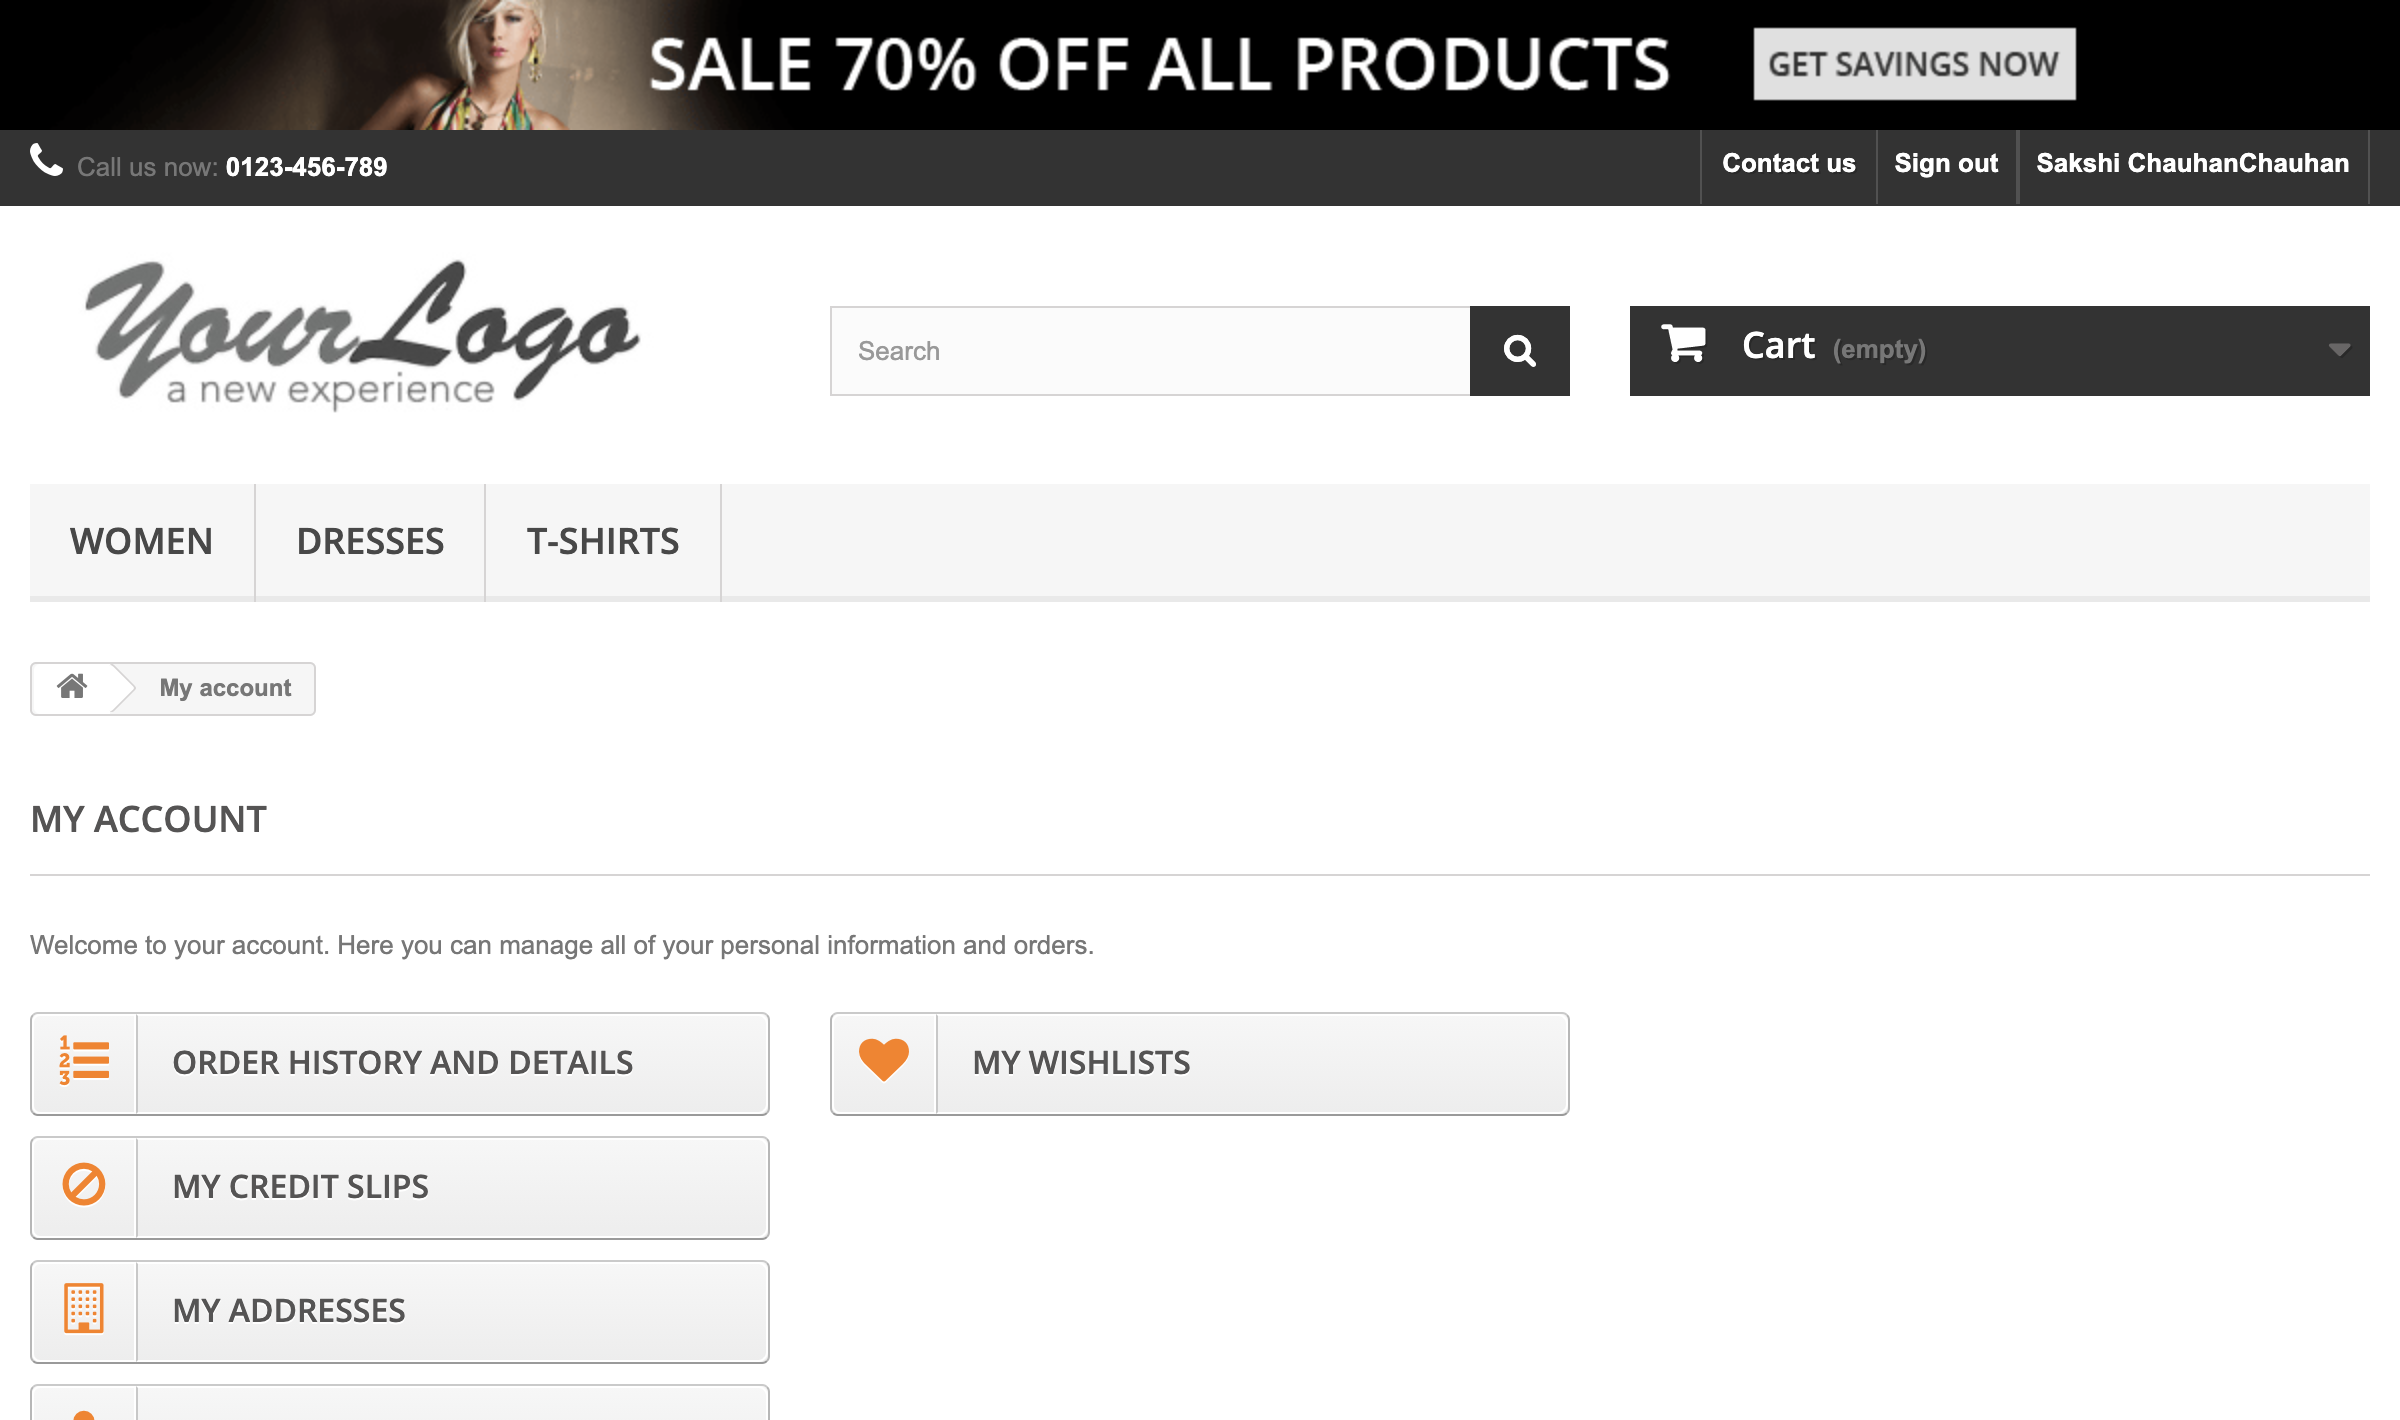 SALE 70% OFF ALL PRODUCTS
GET SAVINGS NOW
Call us now: 0123-456-789
Contact us
Sign out
Sakshi ChauhanChauhan
YourLogo
a new experience
Search
Cart (empty)
WOMEN
DRESSES
T-SHIRTS
My account
MY ACCOUNT
Welcome to your account. Here you can manage all of your personal information and orders.
ORDER HISTORY AND DETAILS
MY WISHLISTS
MY CREDIT SLIPS
MY ADDRESSES